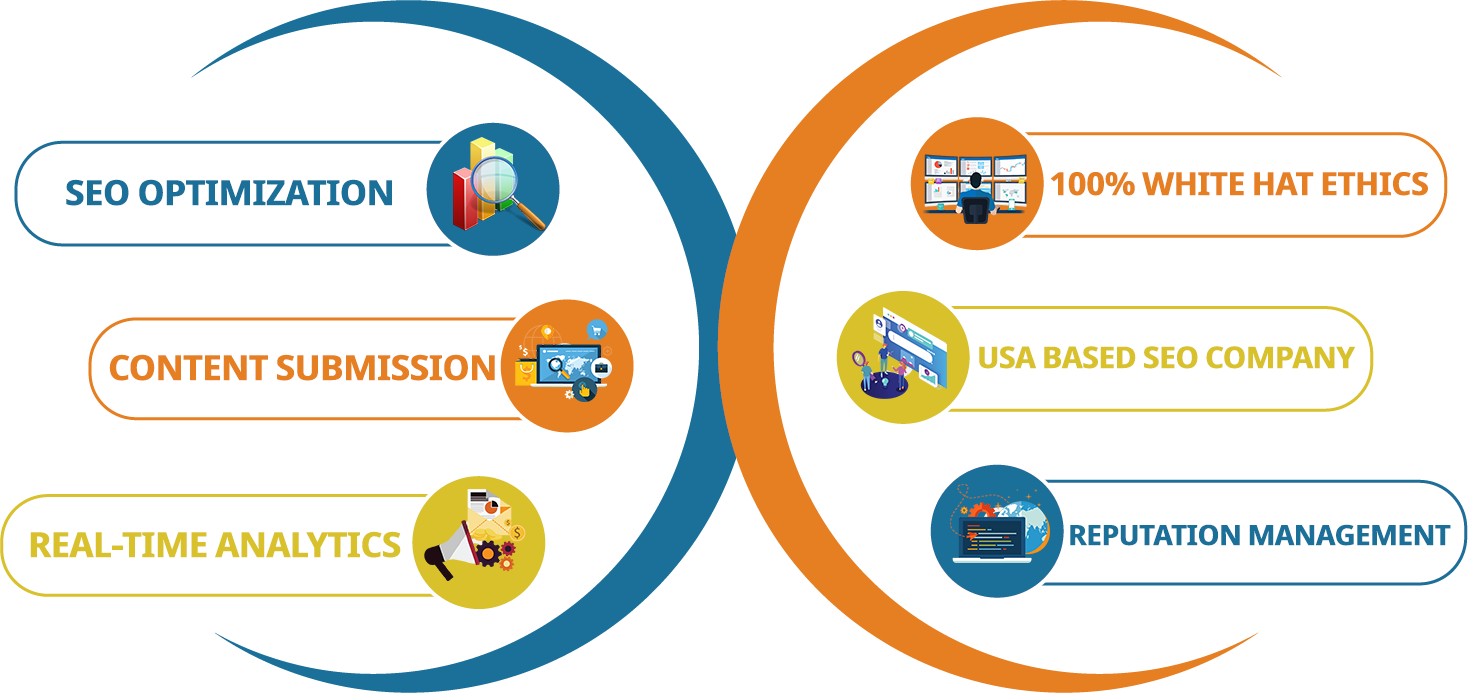 SEO OPTIMIZATION
CONTENT SUBMISSION
REAL-TIME ANALYTICS
100% WHITE HAT ETHICS
USA BASED SEO COMPANY
REPUTATION MANAGEMENT